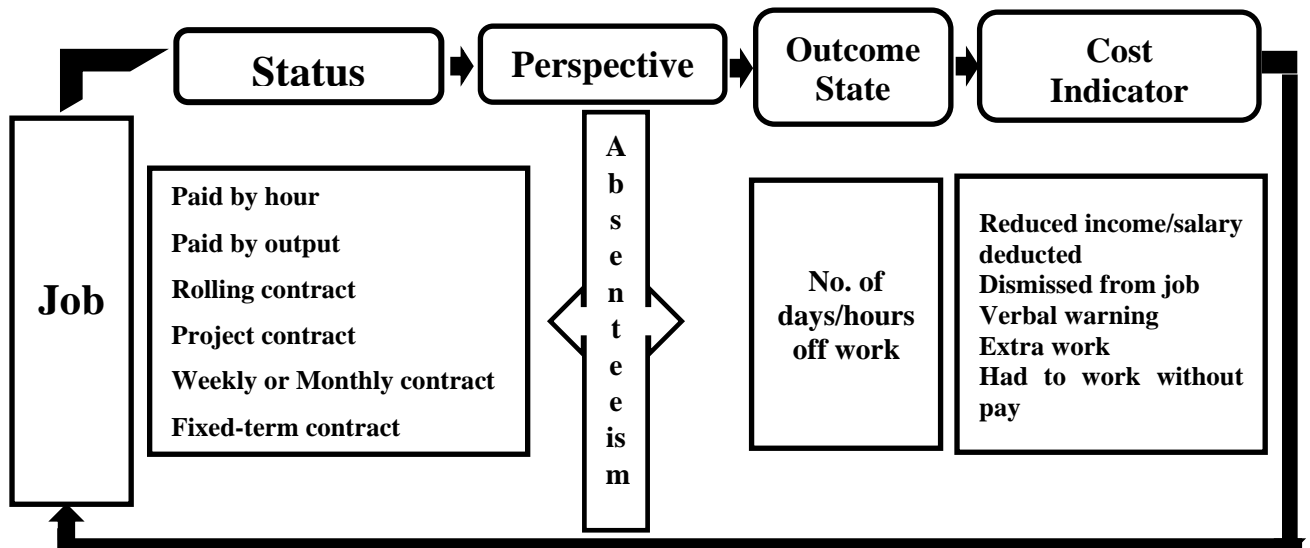 Status
Perspective
Outcome
State
Cost
Indicator
Job
Paid by hour
Paid by output
Rolling contract
Project contract
Weekly or Monthly contract
Fixed-term contract
A
b
s
e
n
t
e
e
is
m
No. of
days/hours
off work
Reduced income/salary
deducted
Dismissed from job
Verbal warning
Extra work
Had to work without
pay